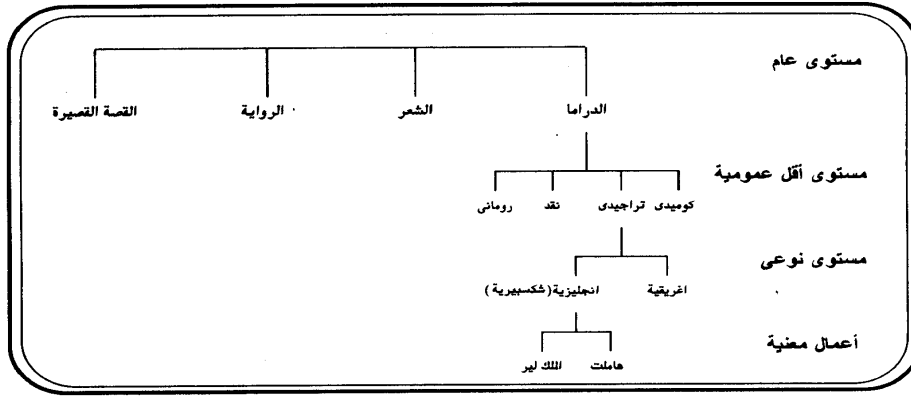 مستوى عام
الدراما الشعر الرواية القصة القصيرة
مستوى أقل عمومية
كوميدى تراجيدى نقد رومانى
مستوى نوعى
اغريقية انجليزية (شكسبيرية)
أعمال معنية
هاملت الملك لير